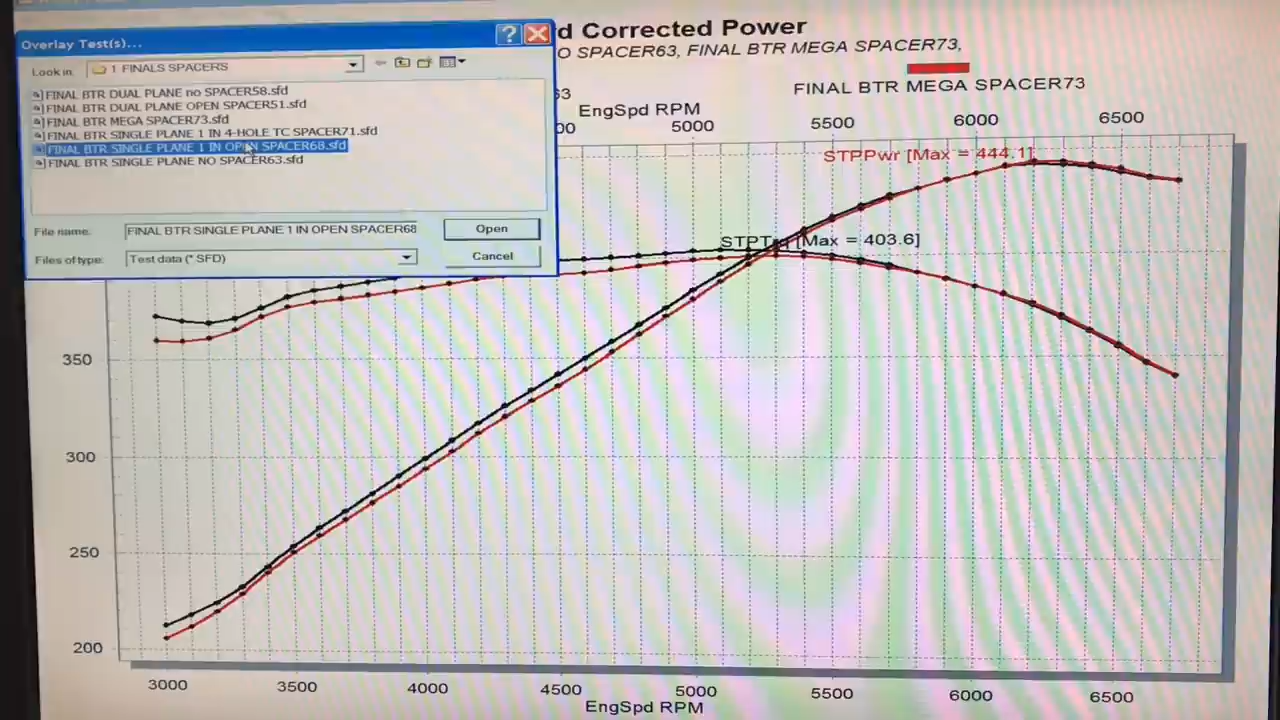 Overlay Test(s)...
d Corrected Power
O SPACER63, FINAL BTR MEGA SPACER73,
Look in:
1 FINALS SPACERS
FINAL BTR DUAL PLANE no SPACER58.sfd
FINAL BTR DUAL PLANE OPEN SPACER51.sfd
FINAL BTR MEGA SPACER73.sfd
FINAL BTR SINGLE PLANE 1 IN 4-HOLE TC SPACER71.sfd
FINAL BTR SINGLE PLANE 1 IN OPEN SPACER68.sfd
FINAL BTR SINGLE PLANE NO SPACER63.sfd
File name:
FINAL BTR SINGLE PLANE 1 IN OPEN SPACER68
Open
Files of type:
Test data (*.SFD)
Cancel
63
FINAL BTR MEGA SPACER73
EngSpd RPM
00 5000 5500 6000 6500
STPPwr [Max = 444.1]
[Max = 403.6]
350
300
250
200
3000 3500 4000 4500 5000 5500 6000 6500
EngSpd RPM